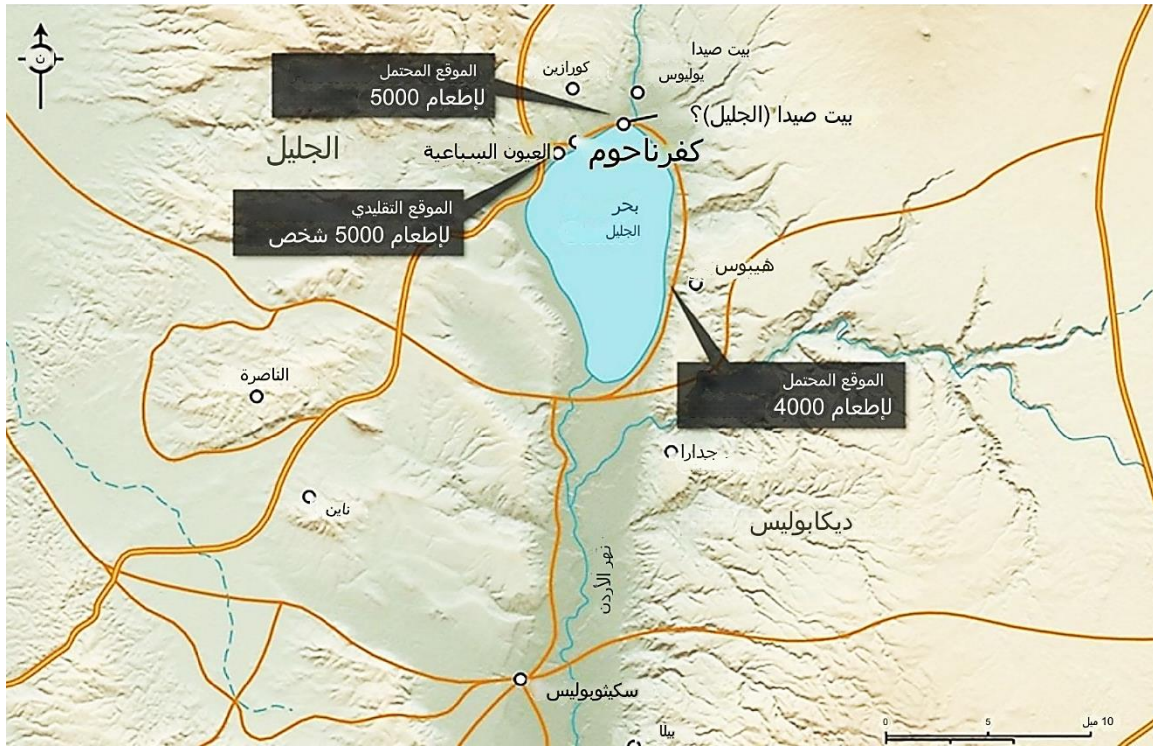 ن
بيت صيدا
يوليوس
كورازين
الموقع المحتمل
لإطعام 5000
بيت صيدا (الجليل)؟
كفرناحوم
العيون السباعية
الجليل
الموقع التقليدي
لإطعام 5000 شخص
بحر
الجليل
هيبوس
الموقع المحتمل
لإطعام 4000
الناصرة
جدارا
ناين
ديكابوليس
نهر الأردن
سكيثوبوليس
بيلا
0 5 10 ميل